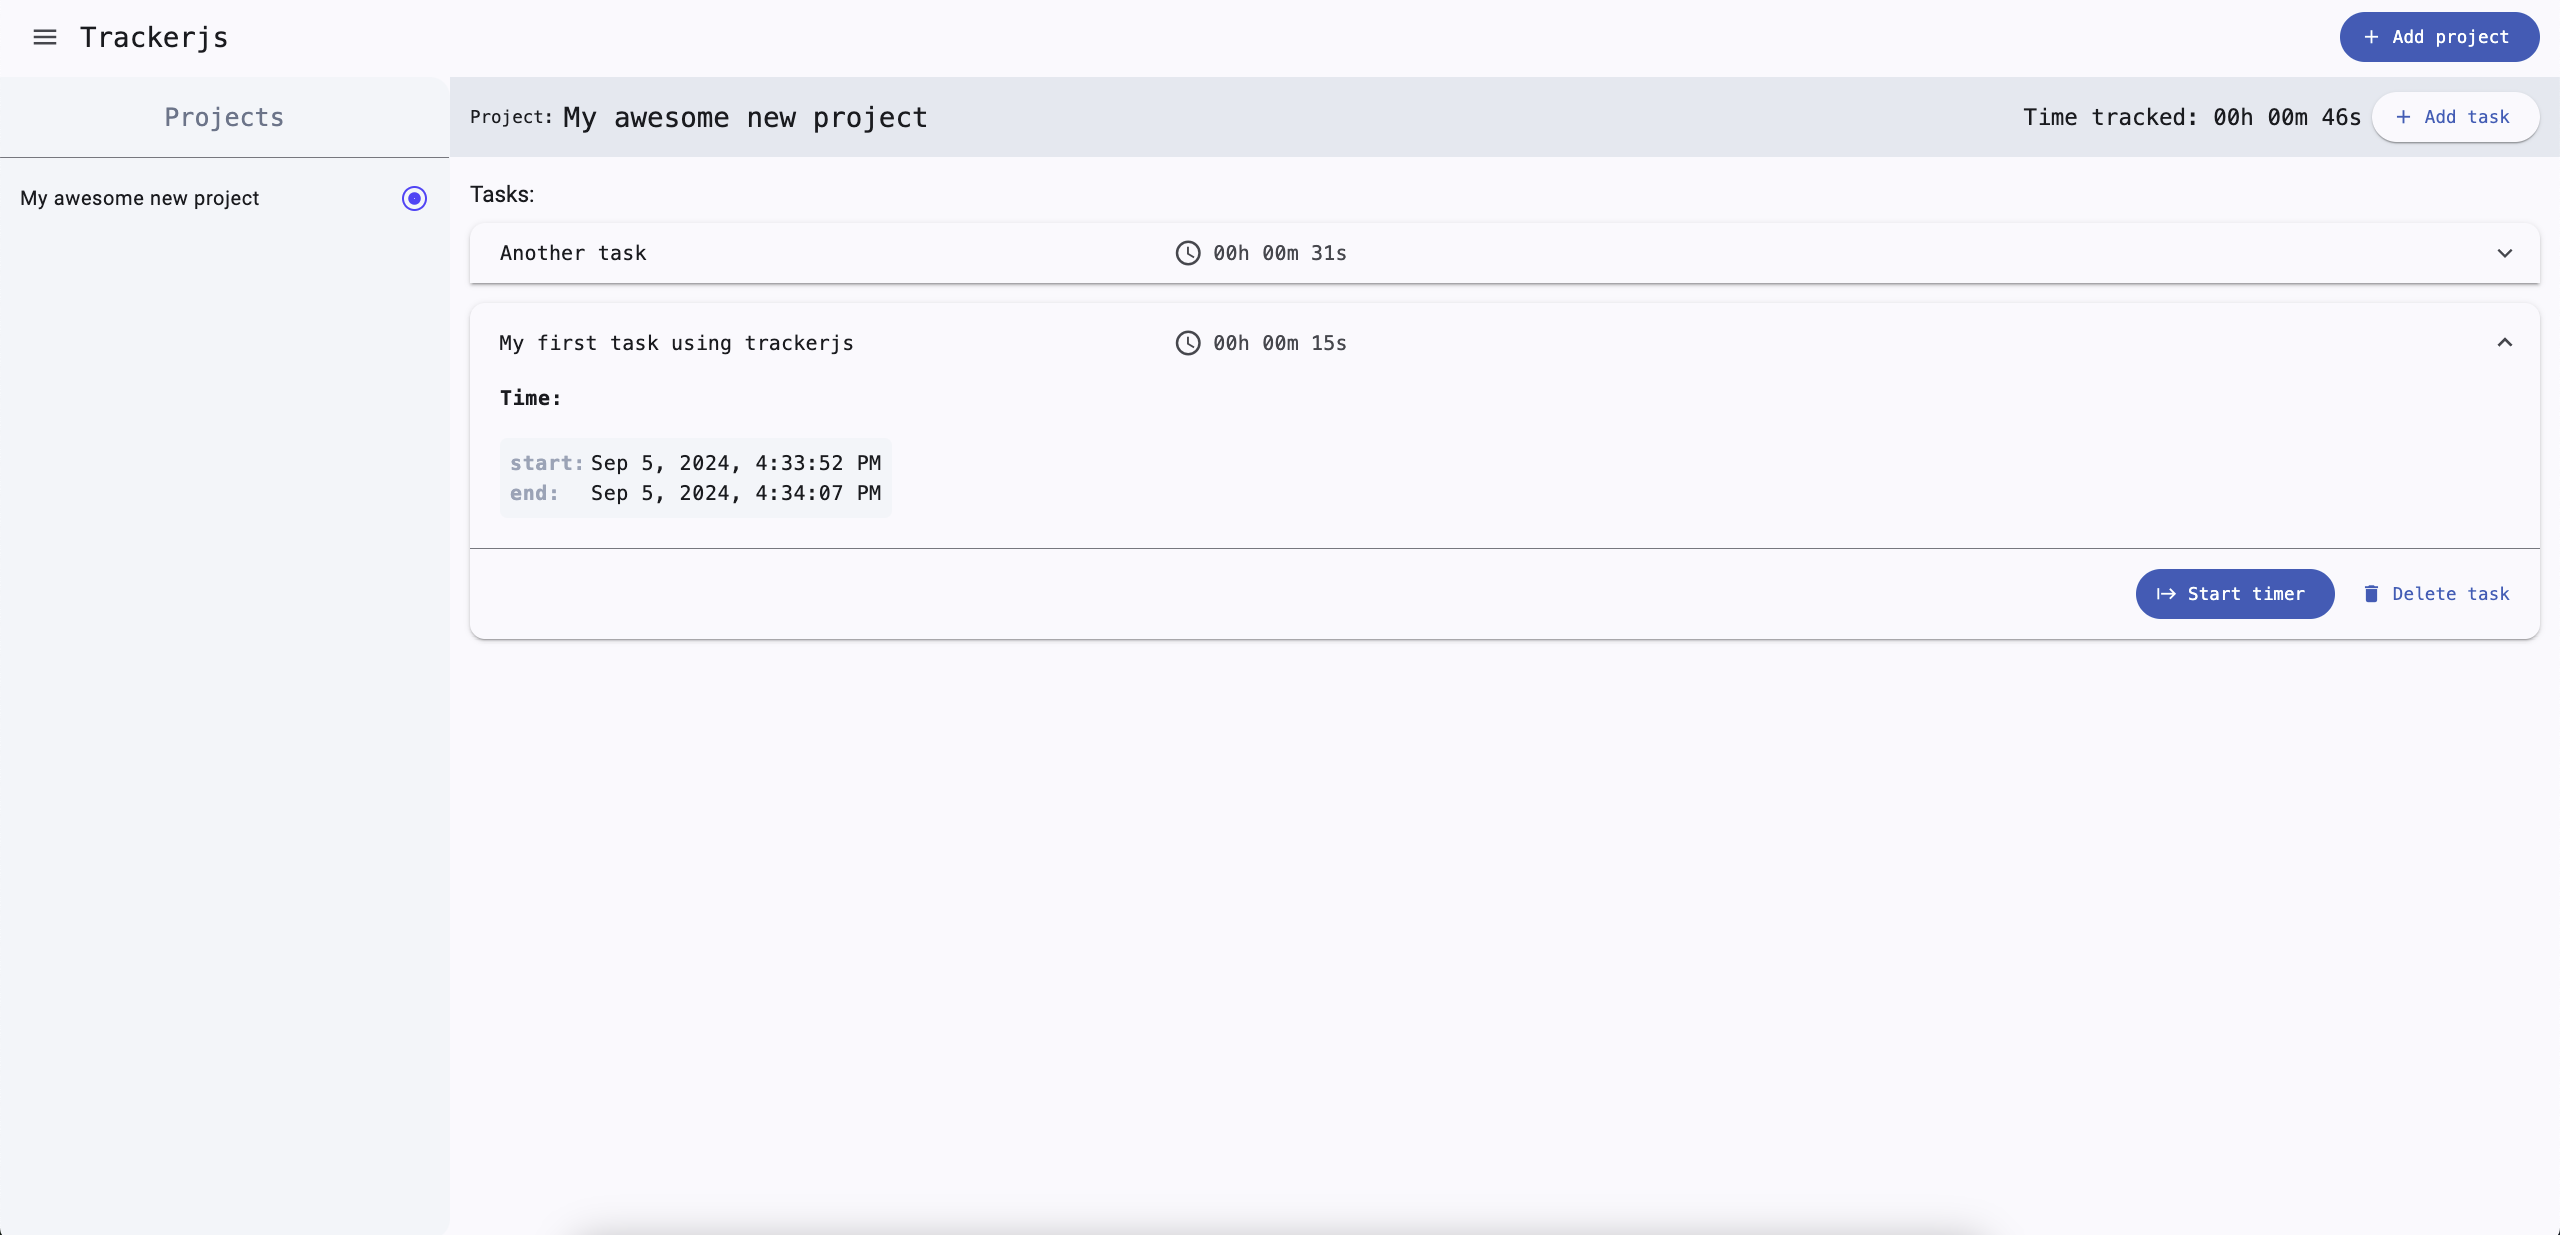 Trackerjs
+ Add project
Projects
Project: My awesome new project
Time tracked: 00h 00m 46s
+ Add task
My awesome new project
Tasks:
Another task
00h 00m 31s
My first task using trackerjs
00h 00m 15s
Time:
start: Sep 5, 2024, 4:33:52 PM
end: Sep 5, 2024, 4:34:07 PM
Start timer
Delete task